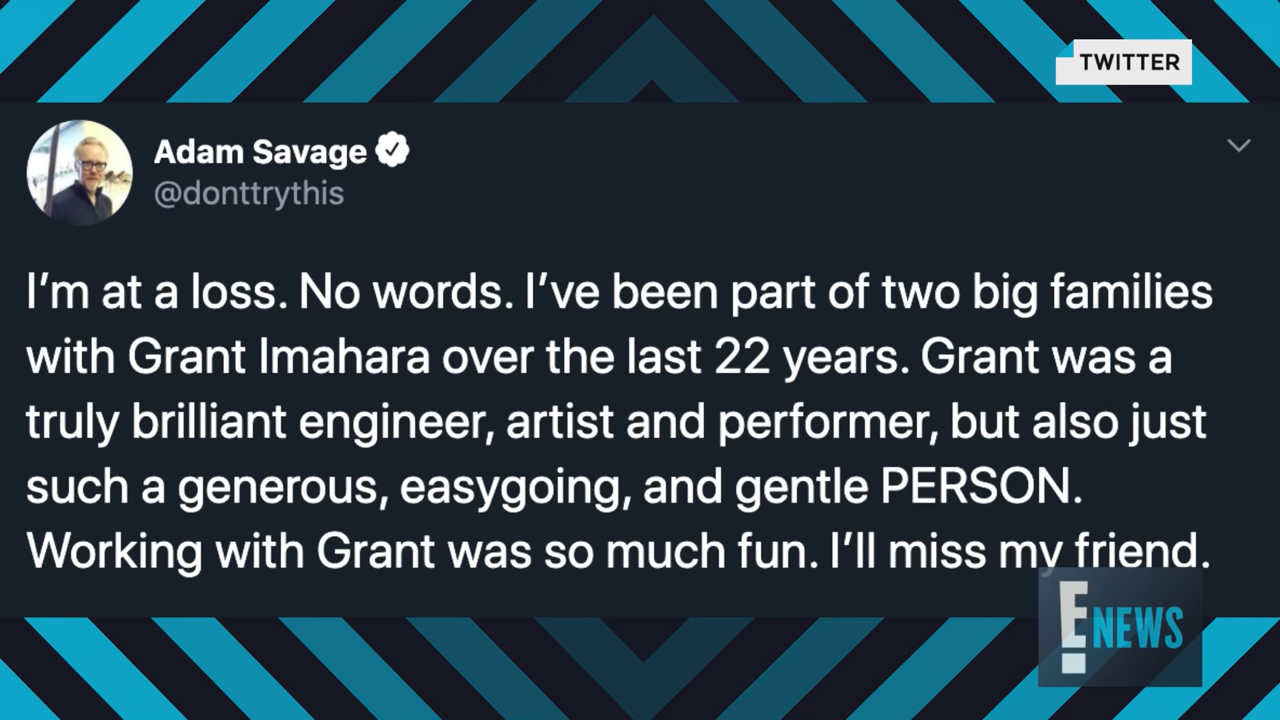 TWITTER
Adam Savage
@donttrythis
I’m at a loss. No words. I’ve been part of two big families
with Grant Imahara over the last 22 years. Grant was a
truly brilliant engineer, artist and performer, but also just
such a generous, easygoing, and gentle PERSON.
Working with Grant was so much fun. I’ll miss my friend.
E! NEWS